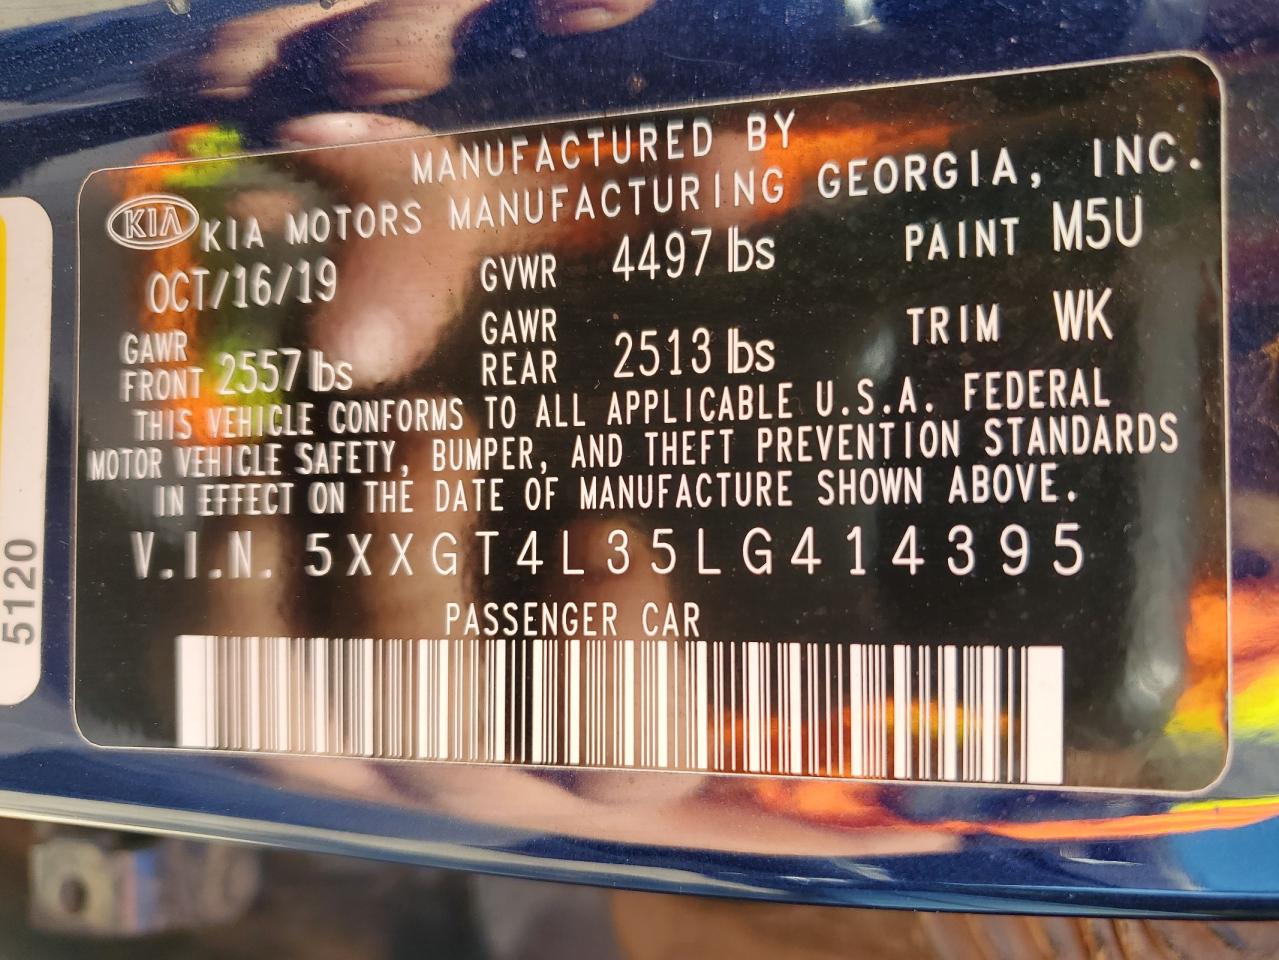 MANUFACTURED BY
KIA KIA MOTORS MANUFACTURING GEORGIA, INC.
OCT/16/19 GVWR 4497 lbs PAINT M5U
GAWR FRONT 2557 lbs GAWR REAR 2513 lbs TRIM WK
THIS VEHICLE CONFORMS TO ALL APPLICABLE U.S.A. FEDERAL
MOTOR VEHICLE SAFETY, BUMPER, AND THEFT PREVENTION STANDARDS
IN EFFECT ON THE DATE OF MANUFACTURE SHOWN ABOVE.
V.I.N. 5XXGT4L35LG414395
PASSENGER CAR
5120